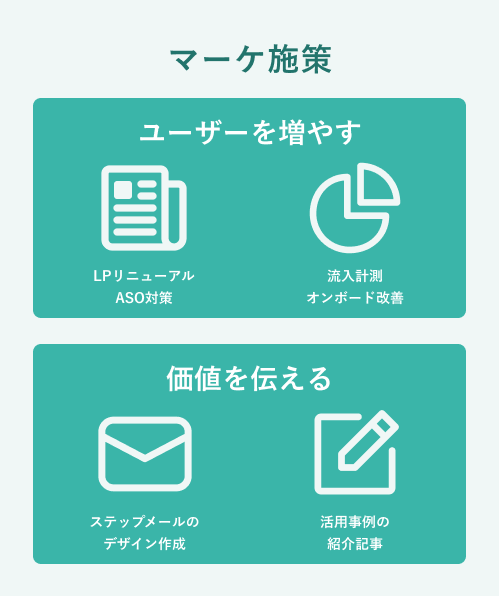 マーケ施策
ユーザーを増やす
LPリニューアル
ASO対策
流入計測
オンボード改善
価値を伝える
ステップメールの
デザイン作成
活用事例の
紹介記事